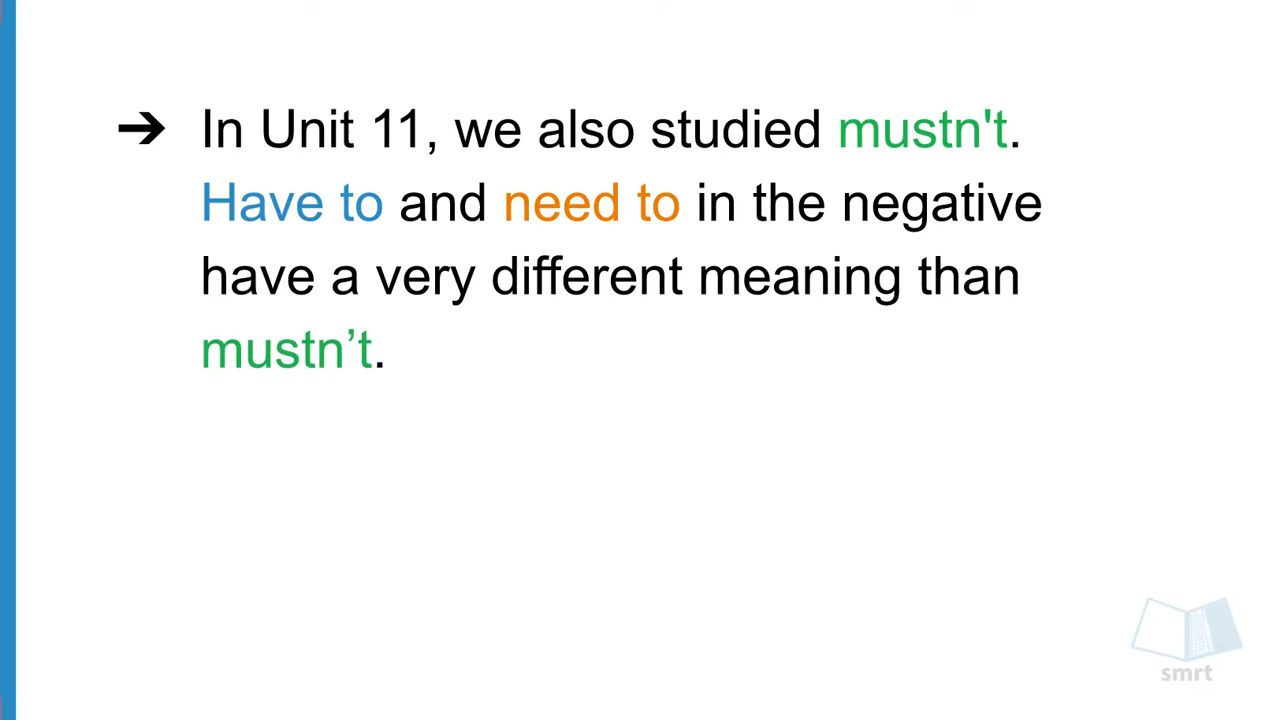 ➔ In Unit 11, we also studied mustn't.
Have to and need to in the negative
have a very different meaning than
mustn’t.
smrt